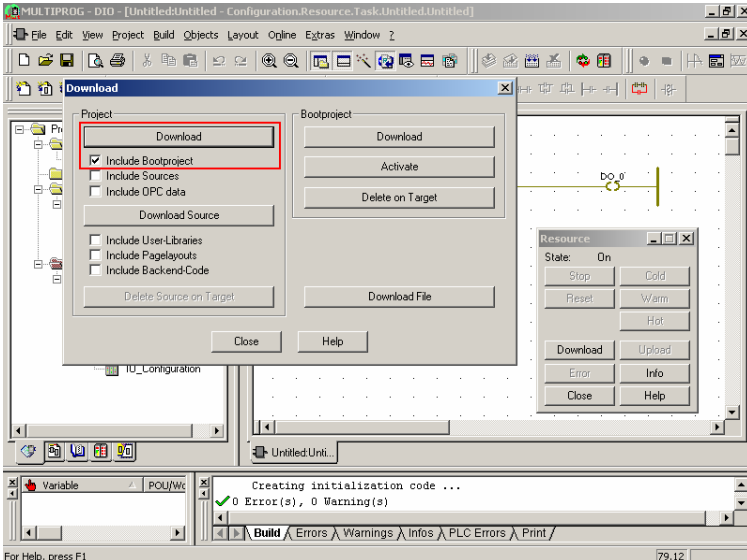 MULTIPROG - DIO - [Untitled:Untitled - Configuration.Resource.Task.Untitled.Untitled]
File Edit View Project Build Objects Layout Online Extras Window ?
Download
Project
Download
Include Bootproject
Include Sources
Include OPC data
Download Source
Include User-Libraries
Include Pagelayouts
Include Backend-Code
Delete Source on Target
Bootproject
Download
Activate
Delete on Target
Download File
Close Help
DO_0
Resource
State: On
Stop Cold
Reset Warm
Hot
Download Upload
Error Info
Close Help
IO_Configuration
Untitled:Unti...
Variable POU/Wo
Creating initialization code ...
0 Error(s), 0 Warning(s)
Build Errors Warnings Infos PLC Errors Print
For Help, press F1
79,12